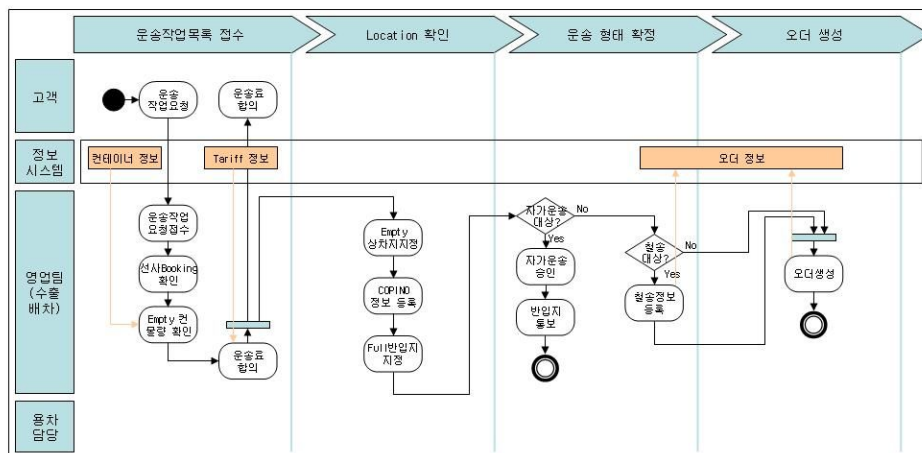 운송작업목록 접수
Location 확인
운송 형태 확정
오더 생성
고객
운송
작업요청
운송료
합의
정보
시스템
컨테이너 정보
Tariff 정보
오더 정보
영업팀
(수출
배차)
운송작업
요청접수
선사Booking
확인
Empty 컨
물량 확인
운송료
합의
Empty
상차지지정
COPINO
정보 등록
Full반입지
지정
자가운송
대상?
No
Yes
자가운송
승인
반입지
통보
철송
대상?
No
Yes
철송정보
등록
오더생성
용차
담당